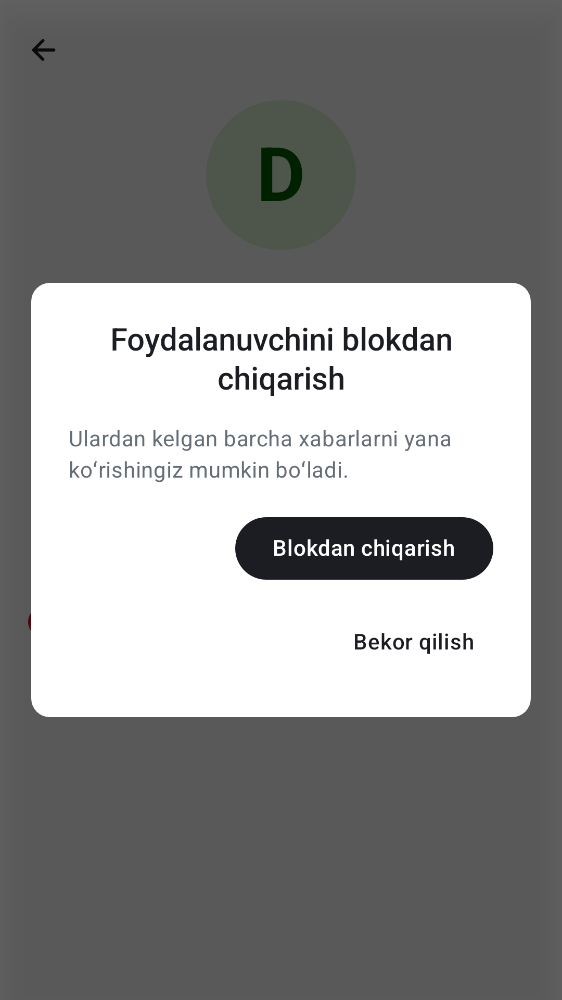 D
Foydalanuvchini blokdan
chiqarish
Ulardan kelgan barcha xabarlarni yana
koʻrishingiz mumkin boʻladi.
Blokdan chiqarish
Bekor qilish